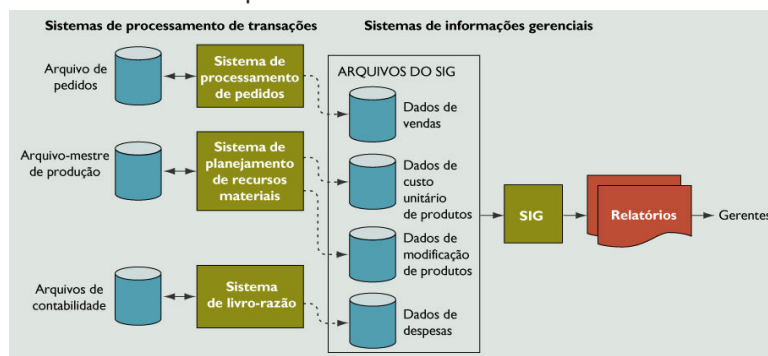 Sistemas de processamento de transações
Sistemas de informações gerenciais
Arquivo de
pedidos
Sistema de
processamento
de pedidos
ARQUIVOS DO SIG
Dados de
vendas
Arquivo-mestre
de produção
Sistema de
planejamento
de recursos
materiais
Dados de
custo
unitário
de produtos
SIG
Relatórios
Gerentes
Dados de
modificação
de produtos
Arquivos de
contabilidade
Sistema
de livro-razão
Dados de
despesas